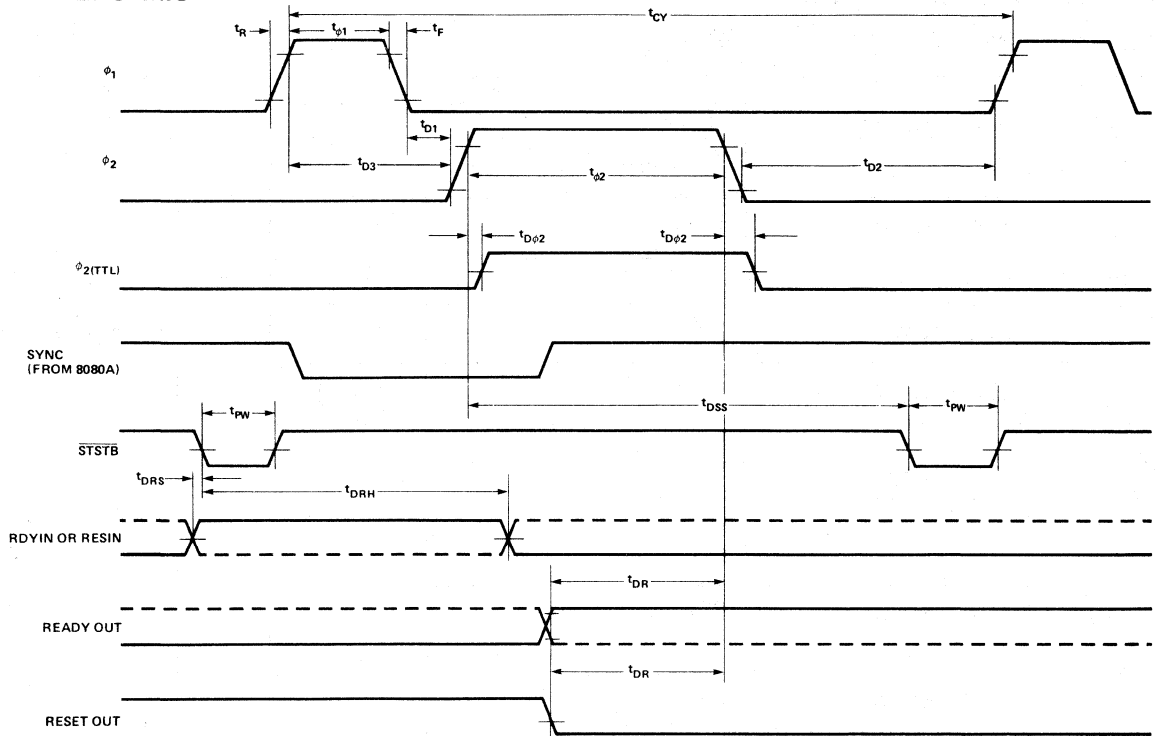 tCY
tR
tϕ1
tF
ϕ1
tD1
ϕ2
tD3
tD2
tϕ2
tDϕ2
tDϕ2
ϕ2(TTL)
SYNC
(FROM 8080A)
tDSS
tPW
tPW
STSTB
tDRS
tDRH
RDYIN OR RESIN
tDR
READY OUT
tDR
RESET OUT